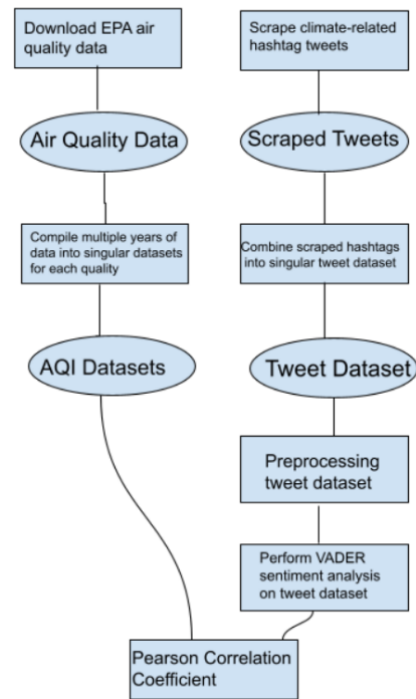 Download EPA air
quality data
Scrape climate-related
hashtag tweets
Air Quality Data
Scraped Tweets
Compile multiple years of
data into singular datasets
for each quality
Combine scraped hashtags
into singular tweet dataset
AQI Datasets
Tweet Dataset
Preprocessing
tweet dataset
Perform VADER
sentiment analysis
on tweet dataset
Pearson Correlation
Coefficient